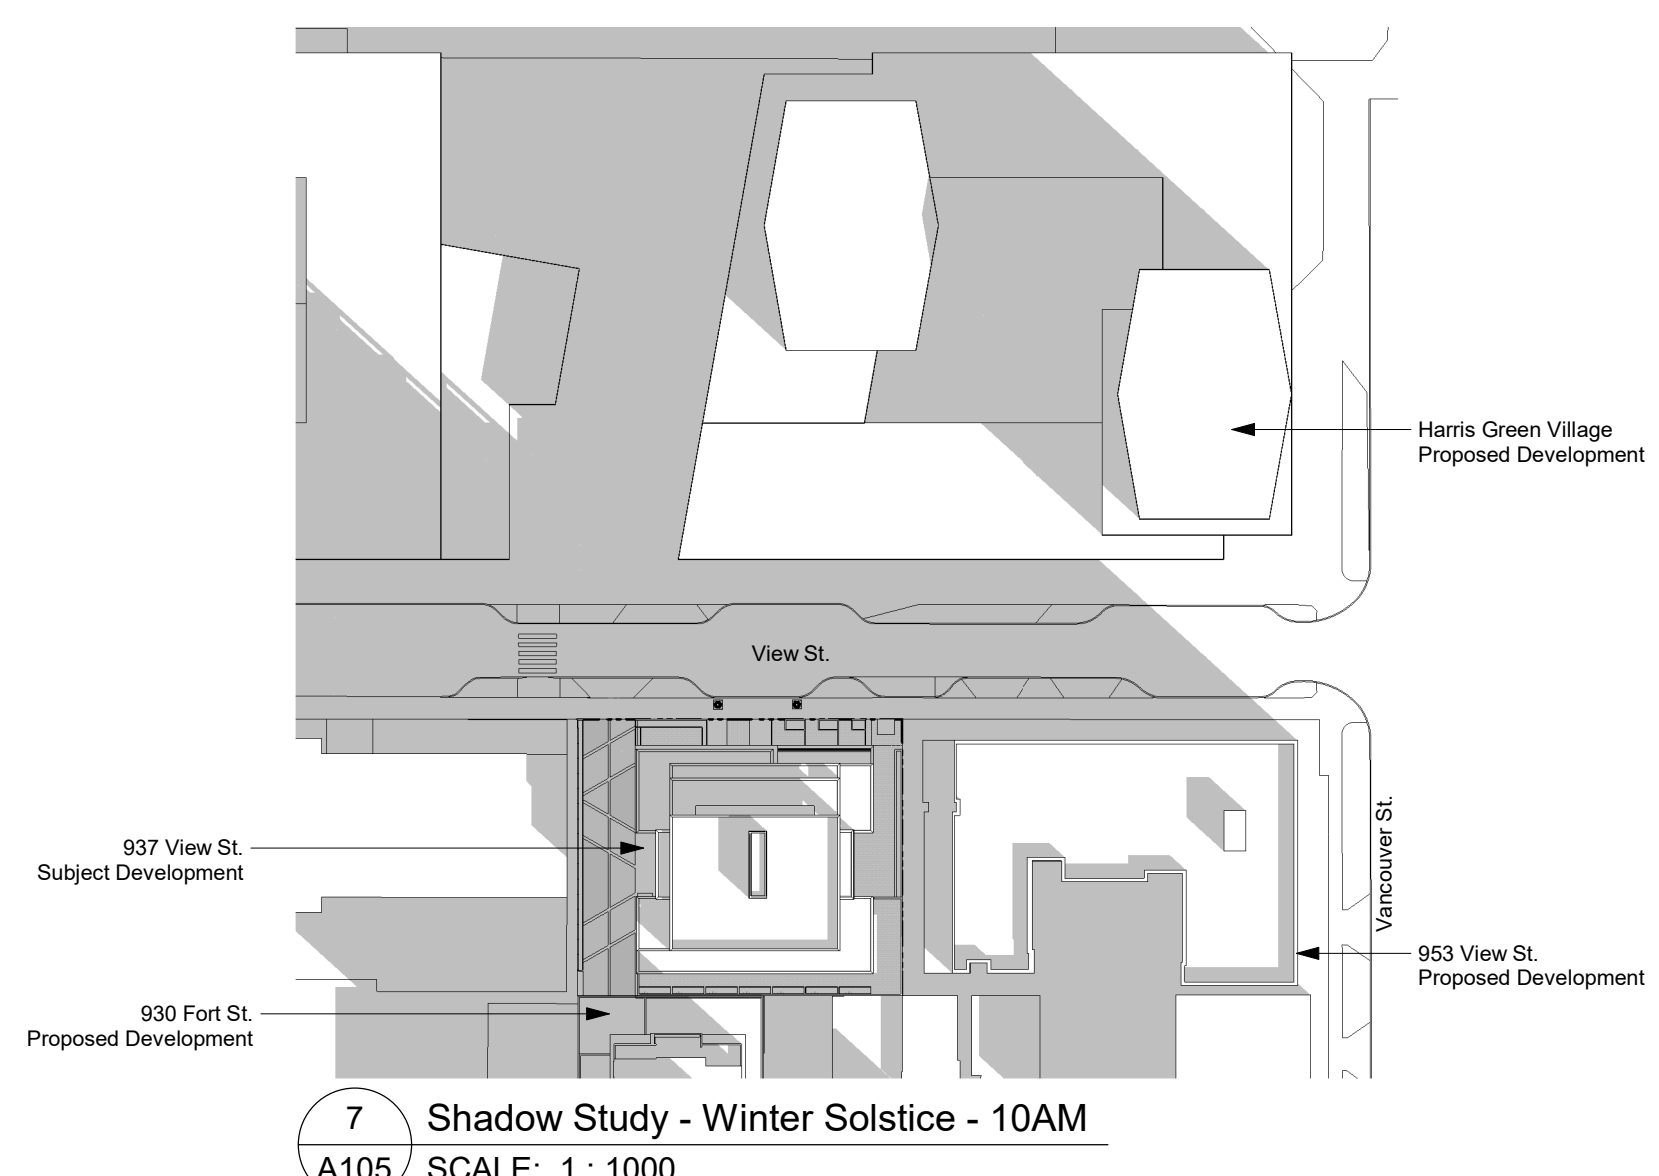 Harris Green Village
Proposed Development
View St.
937 View St.
Subject Development
Vancouver St.
953 View St.
Proposed Development
930 Fort St.
Proposed Development
7
Shadow Study - Winter Solstice - 10AM
A105
SCALE: 1 : 1000